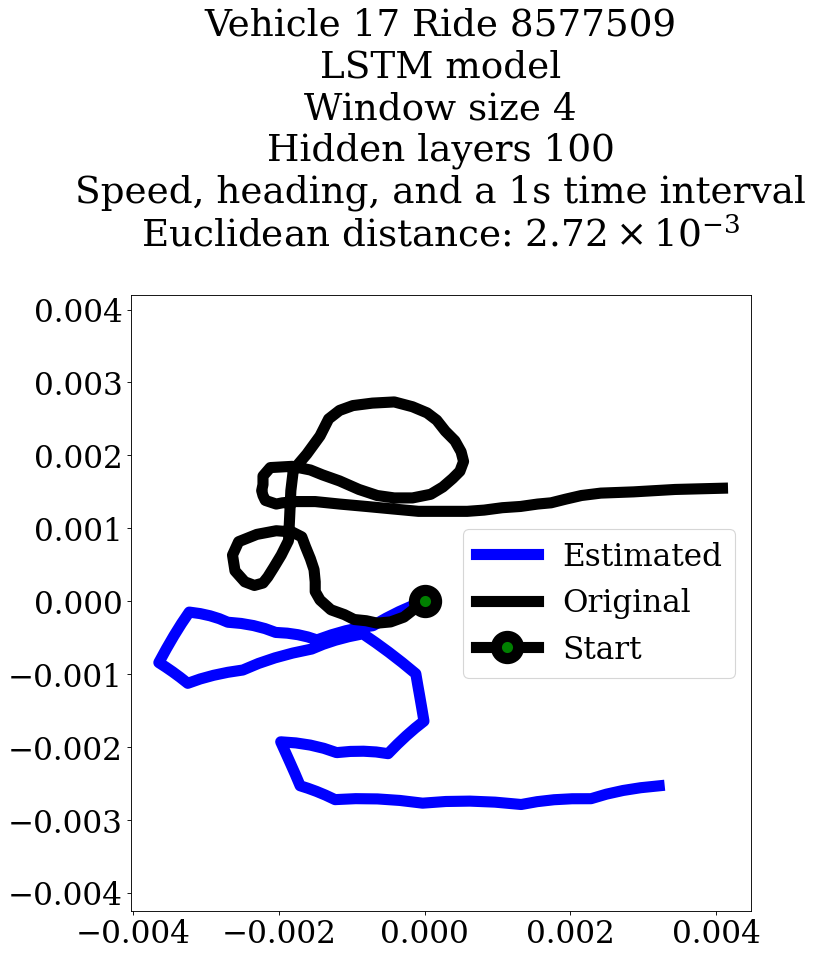 Vehicle 17 Ride 8577509
LSTM model
Window size 4
Hidden layers 100
Speed, heading, and a 1s time interval
Euclidean distance: 2.72 × 10⁻³
0.004
0.003
0.002
0.001
0.000
−0.001
−0.002
−0.003
−0.004
Estimated
Original
Start
−0.004 −0.002 0.000 0.002 0.004